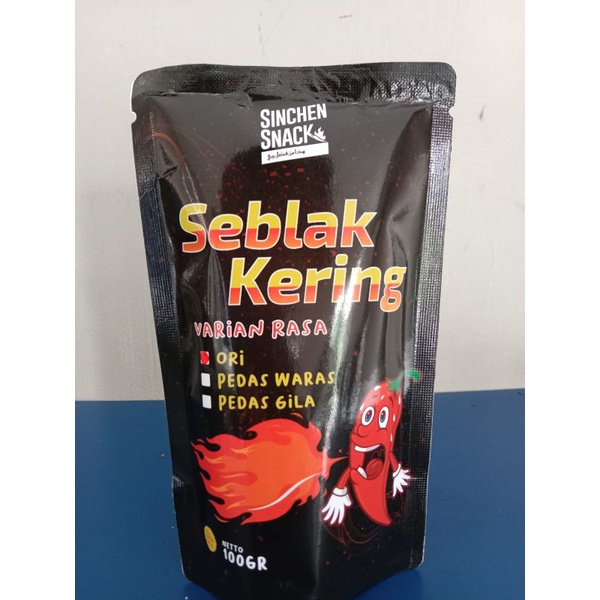 SINCHEN
SNACK
Seblak
Kering
VARIAN RASA
ORI
PEDAS WARAS
PEDAS GILA
NETTO
100GR